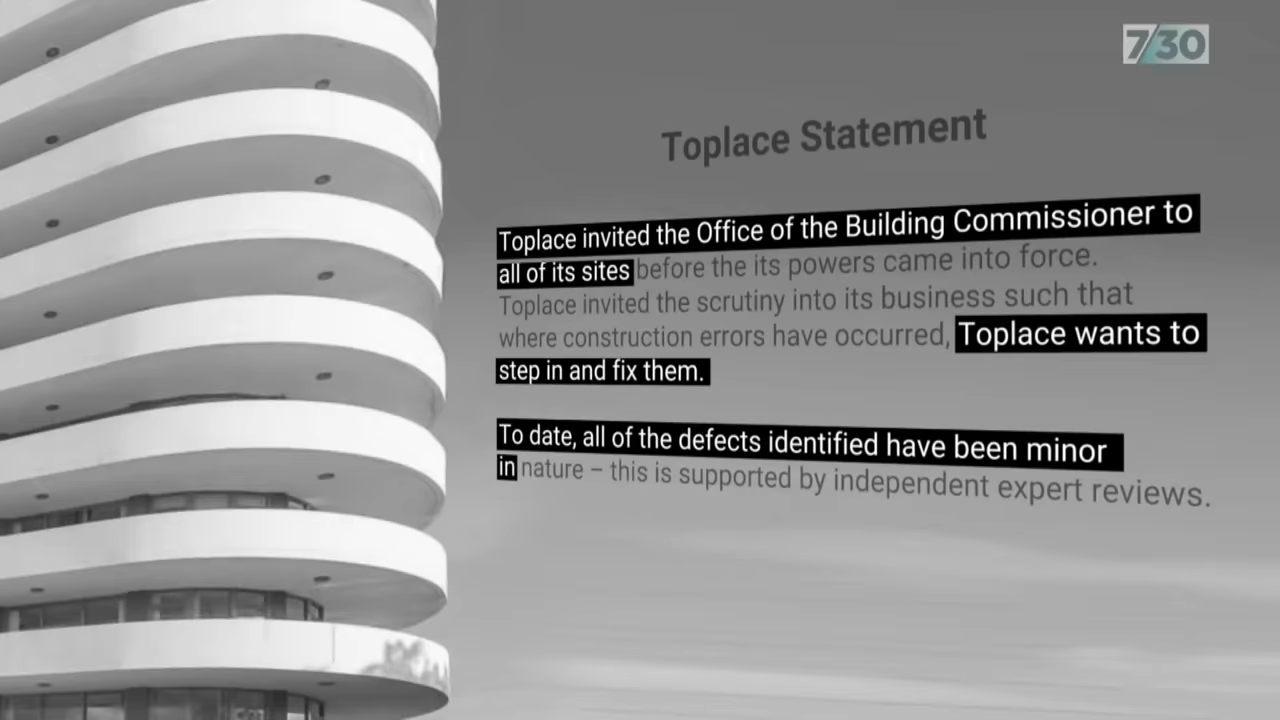 7/30
Toplace Statement
Toplace invited the Office of the Building Commissioner to
all of its sites before the its powers came into force.
Toplace invited the scrutiny into its business such that
where construction errors have occurred, Toplace wants to
step in and fix them.
To date, all of the defects identified have been minor
in nature – this is supported by independent expert reviews.